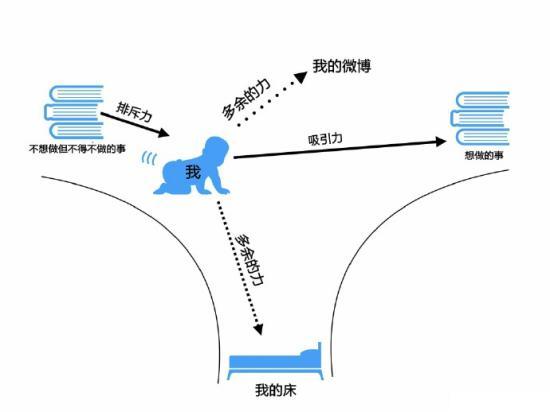 我的微博
多余的力
排斥力
不想做但不得不做的事
吸引力
想做的事
我
多余的力
我的床